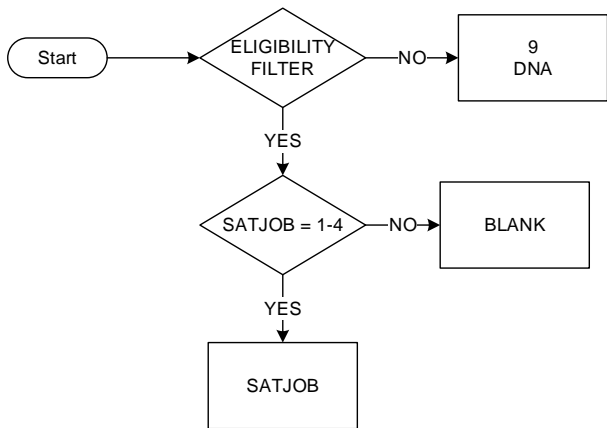 Start
ELIGIBILITY
FILTER
NO
9
DNA
YES
SATJOB = 1-4
NO
BLANK
YES
SATJOB